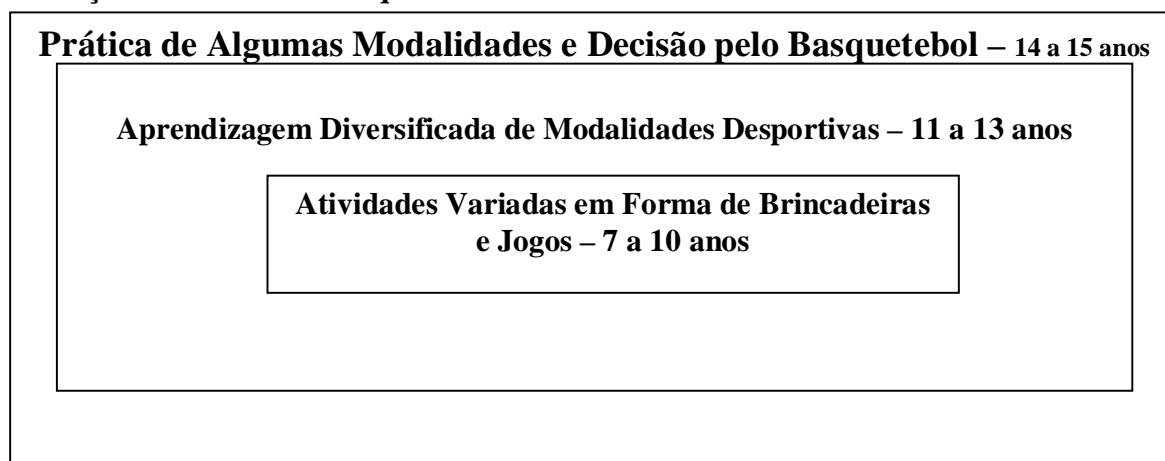 Prática de Algumas Modalidades e Decisão pelo Basquetebol – 14 a 15 anos
Aprendizagem Diversificada de Modalidades Desportivas – 11 a 13 anos
Atividades Variadas em Forma de Brincadeiras
e Jogos – 7 a 10 anos